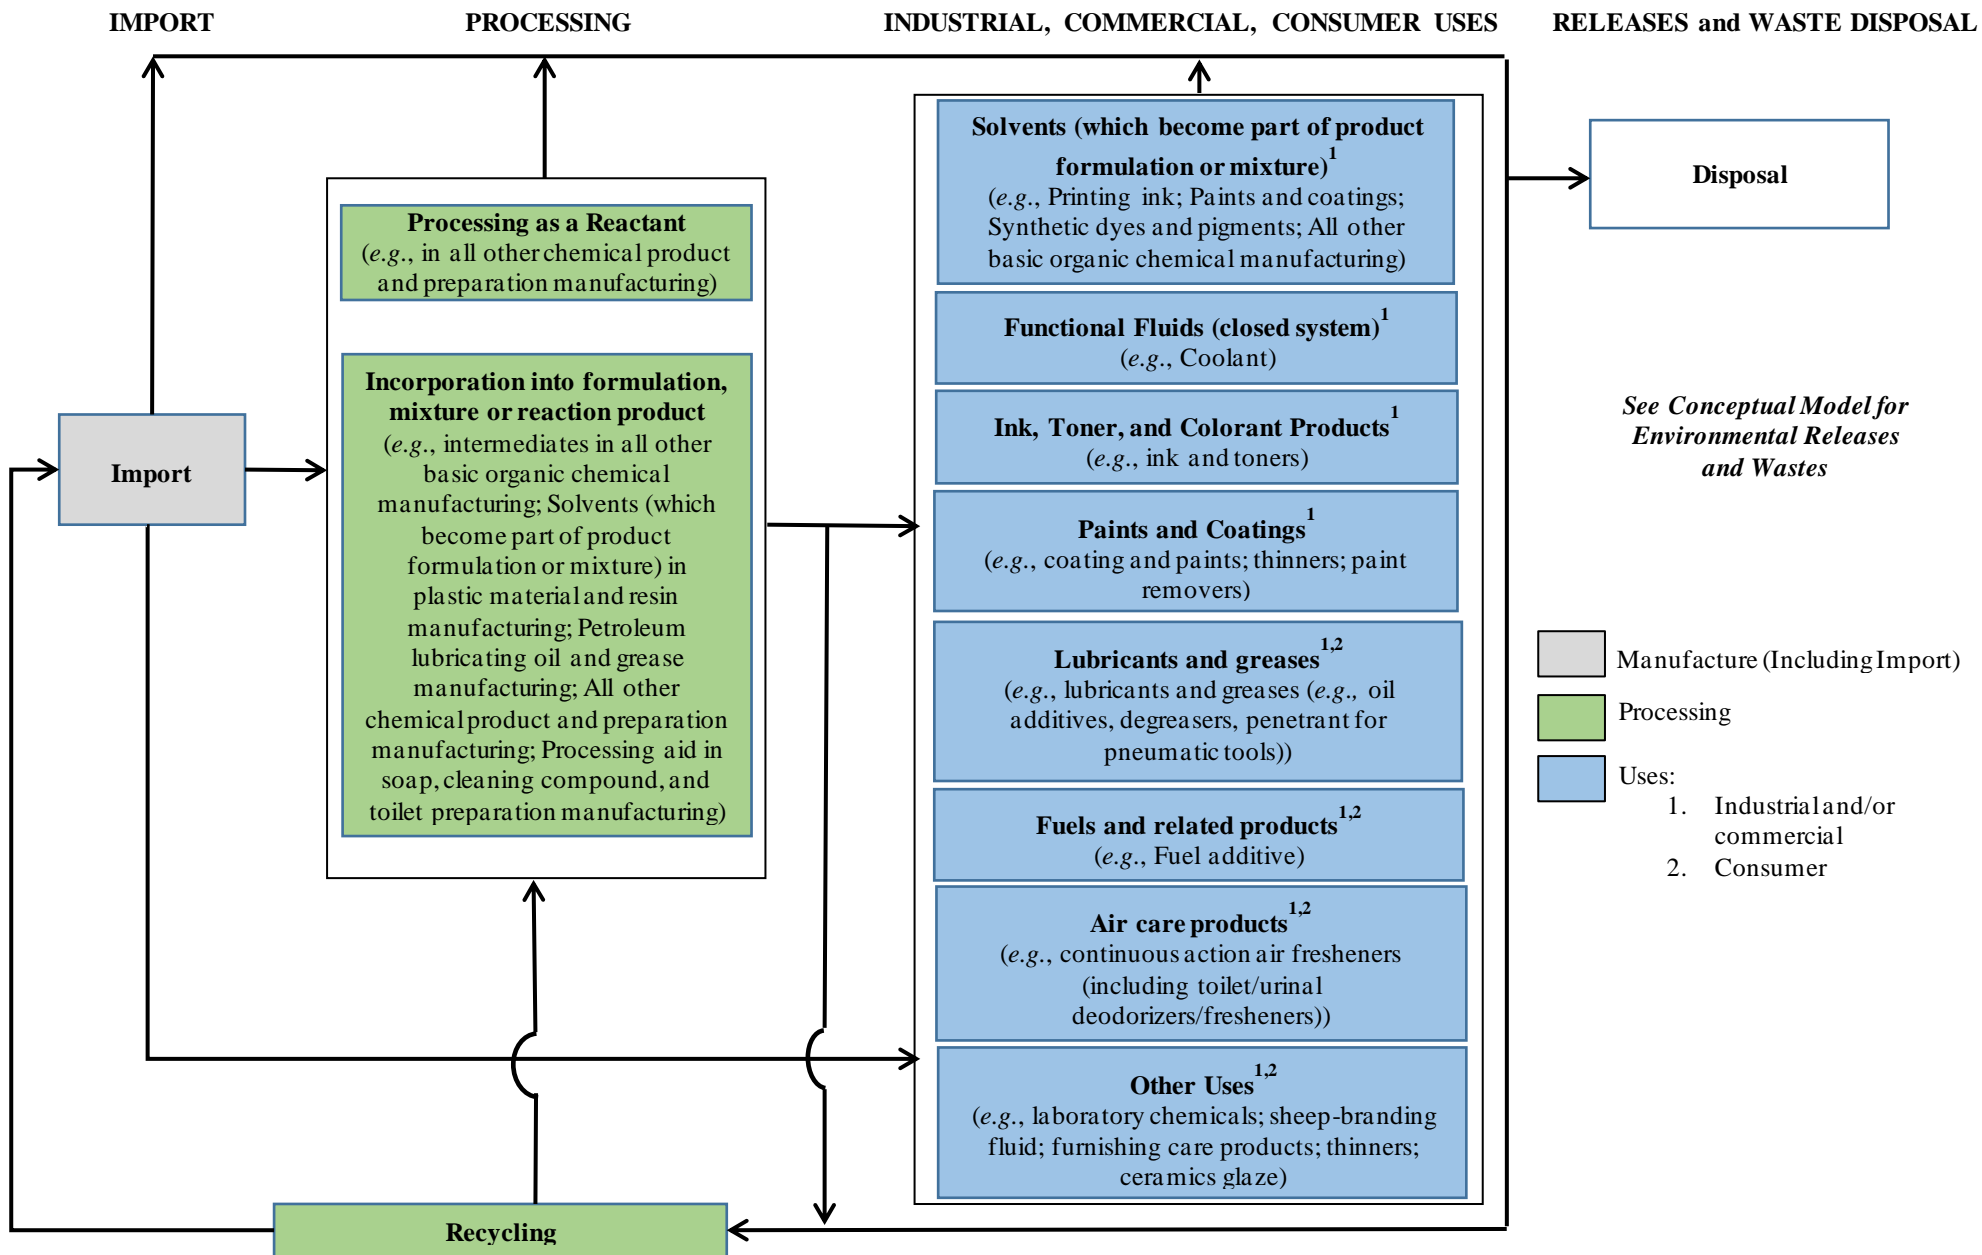 IMPORT
PROCESSING
INDUSTRIAL, COMMERCIAL, CONSUMER USES
RELEASES and WASTE DISPOSAL
Import
Processing as a Reactant
(e.g., in all other chemical product
and preparation manufacturing)
Incorporation into formulation,
mixture or reaction product
(e.g., intermediates in all other
basic organic chemical
manufacturing; Solvents (which
become part of product
formulation or mixture) in
plastic material and resin
manufacturing; Petroleum
lubricating oil and grease
manufacturing; All other
chemical product and preparation
manufacturing; Processing aid in
soap, cleaning compound, and
toilet preparation manufacturing)
Recycling
Solvents (which become part of product
formulation or mixture)1
(e.g., Printing ink; Paints and coatings;
Synthetic dyes and pigments; All other
basic organic chemical manufacturing)
Functional Fluids (closed system)1
(e.g., Coolant)
Ink, Toner, and Colorant Products1
(e.g., ink and toners)
Paints and Coatings1
(e.g., coating and paints; thinners; paint
removers)
Lubricants and greases1,2
(e.g., lubricants and greases (e.g., oil
additives, degreasers, penetrant for
pneumatic tools))
Fuels and related products1,2
(e.g., Fuel additive)
Air care products1,2
(e.g., continuous action air fresheners
(including toilet/urinal
deodorizers/fresheners))
Other Uses1,2
(e.g., laboratory chemicals; sheep-branding
fluid; furnishing care products; thinners;
ceramics glaze)
Disposal
See Conceptual Model for
Environmental Releases
and Wastes
Manufacture (Including Import)
Processing
Uses:
1. Industrial and/or
commercial
2. Consumer